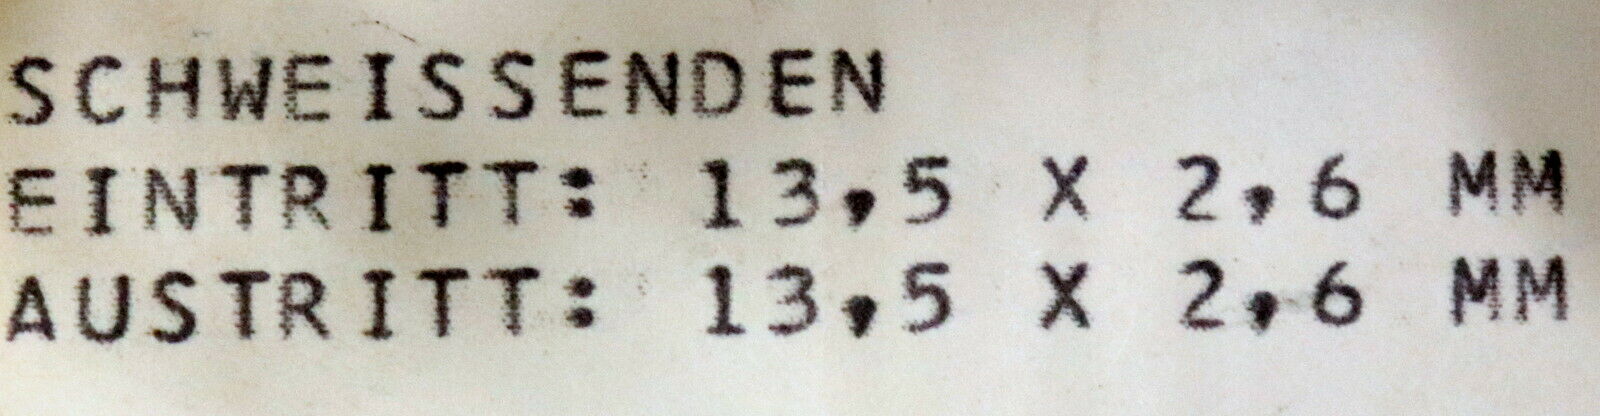 SCHWEISSENDEN
EINTRITT: 13,5 X 2,6 MM
AUSTRITT: 13,5 X 2,6 MM